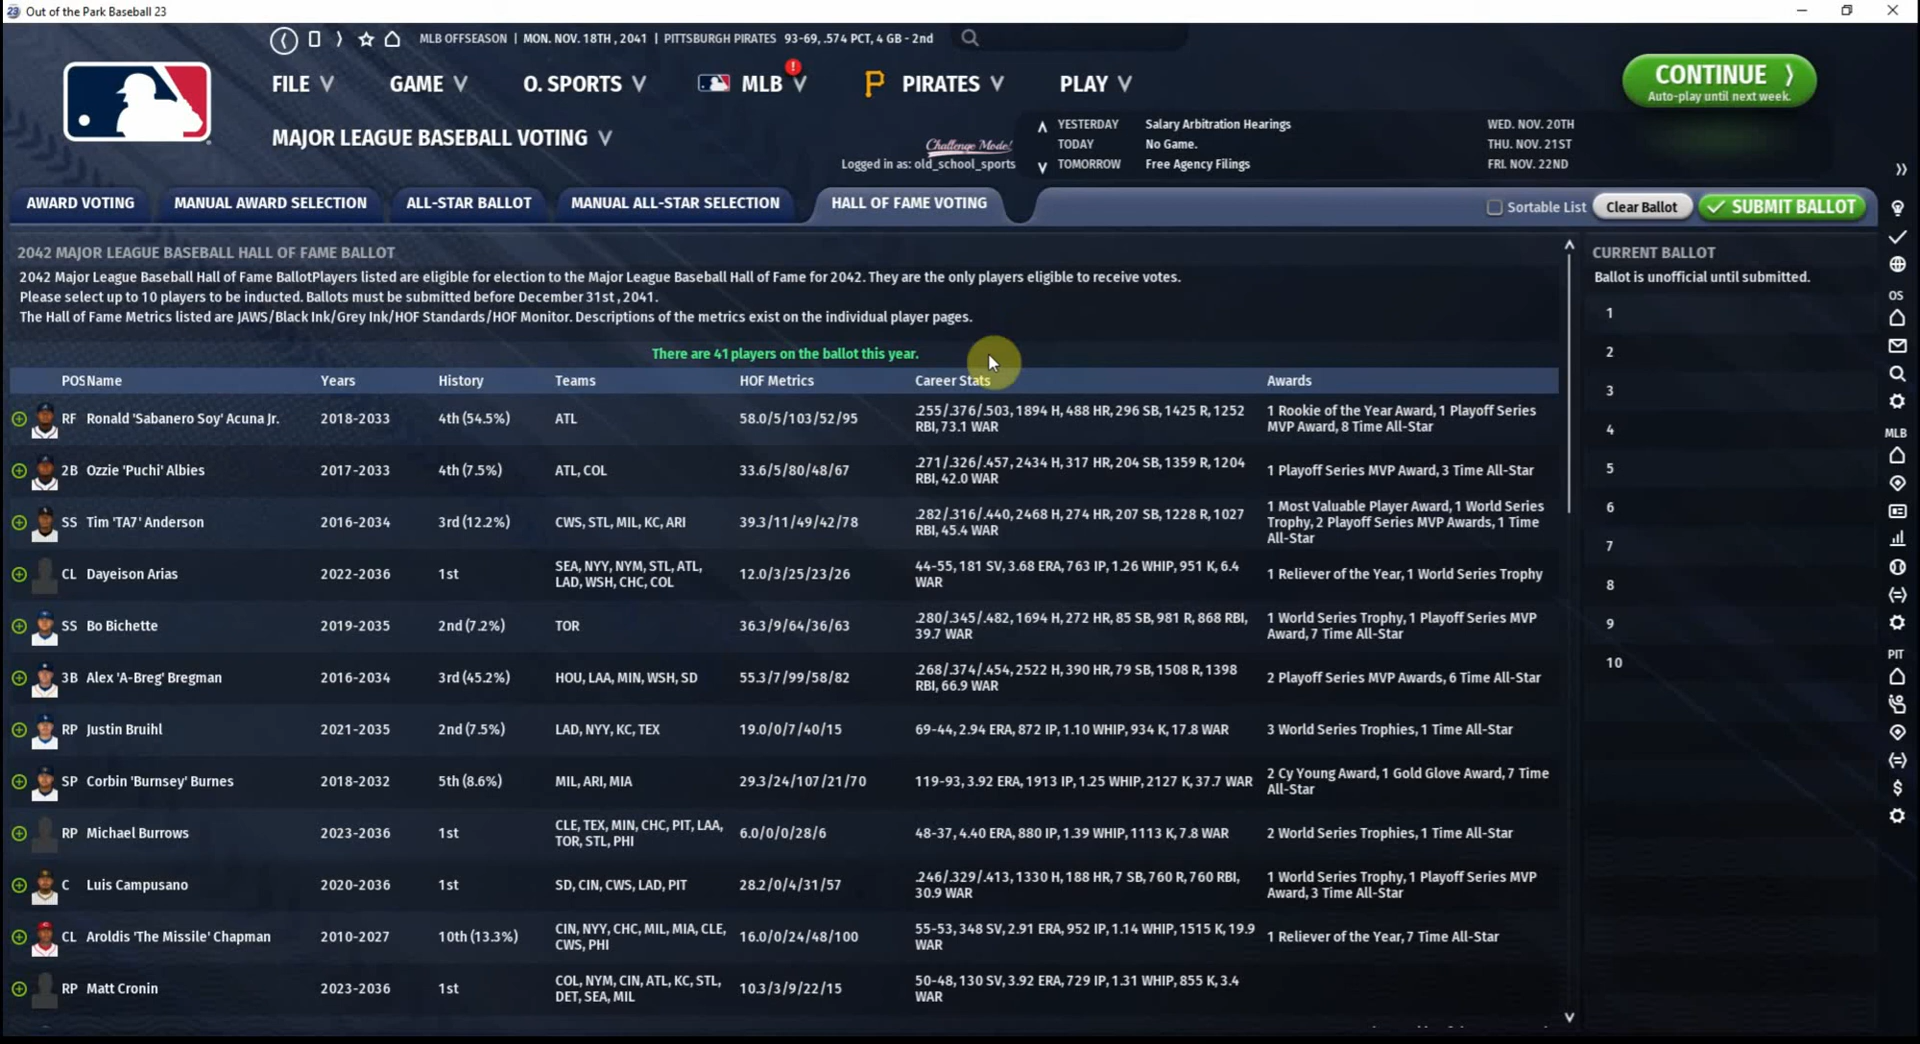 Out of the Park Baseball 23
MLB OFFSEASON | MON. NOV. 18TH, 2041 | PITTSBURGH PIRATES 93-69, .574 PCT, 4 GB - 2nd
FILE GAME O. SPORTS MLB PIRATES PLAY
CONTINUE
Auto-play until next week.
MAJOR LEAGUE BASEBALL VOTING
Challenge Mode!
Logged in as: old_school_sports
YESTERDAY Salary Arbitration Hearings WED. NOV. 20TH
TODAY No Game. THU. NOV. 21ST
TOMORROW Free Agency Filings FRI. NOV. 22ND
AWARD VOTING MANUAL AWARD SELECTION ALL-STAR BALLOT MANUAL ALL-STAR SELECTION HALL OF FAME VOTING Sortable List Clear Ballot SUBMIT BALLOT
2042 MAJOR LEAGUE BASEBALL HALL OF FAME BALLOT
2042 Major League Baseball Hall of Fame BallotPlayers listed are eligible for election to the Major League Baseball Hall of Fame for 2042. They are the only players eligible to receive votes.
Please select up to 10 players to be inducted. Ballots must be submitted before December 31st , 2041.
The Hall of Fame Metrics listed are JAWS/Black Ink/Grey Ink/HOF Standards/HOF Monitor. Descriptions of the metrics exist on the individual player pages.
There are 41 players on the ballot this year.
POS Name Years History Teams HOF Metrics Career Stats Awards
RF Ronald 'Sabanero Soy' Acuna Jr. 2018-2033 4th (54.5%) ATL 58.0/5/103/52/95 .255/.376/.503, 1894 H, 488 HR, 296 SB, 1425 R, 1252 RBI, 73.1 WAR 1 Rookie of the Year Award, 1 Playoff Series MVP Award, 8 Time All-Star
2B Ozzie 'Puchi' Albies 2017-2033 4th (7.5%) ATL, COL 33.6/5/80/48/67 .271/.326/.457, 2434 H, 317 HR, 204 SB, 1359 R, 1204 RBI, 42.0 WAR 1 Playoff Series MVP Award, 3 Time All-Star
SS Tim 'TA7' Anderson 2016-2034 3rd (12.2%) CWS, STL, MIL, KC, ARI 39.3/11/49/42/78 .282/.316/.440, 2468 H, 274 HR, 207 SB, 1228 R, 1027 RBI, 45.4 WAR 1 Most Valuable Player Award, 1 World Series Trophy, 2 Playoff Series MVP Awards, 1 Time All-Star
CL Dayeison Arias 2022-2036 1st SEA, NYY, NYM, STL, ATL, LAD, WSH, CHC, COL 12.0/3/25/23/26 44-55, 181 SV, 3.68 ERA, 763 IP, 1.26 WHIP, 951 K, 6.4 WAR 1 Reliever of the Year, 1 World Series Trophy
SS Bo Bichette 2019-2035 2nd (7.2%) TOR 36.3/9/64/36/63 .280/.345/.482, 1694 H, 272 HR, 85 SB, 981 R, 868 RBI, 39.7 WAR 1 World Series Trophy, 1 Playoff Series MVP Award, 7 Time All-Star
3B Alex 'A-Breg' Bregman 2016-2034 3rd (45.2%) HOU, LAA, MIN, WSH, SD 55.3/7/99/58/82 .268/.374/.454, 2522 H, 390 HR, 79 SB, 1508 R, 1398 RBI, 66.9 WAR 2 Playoff Series MVP Awards, 6 Time All-Star
RP Justin Bruihl 2021-2035 2nd (7.5%) LAD, NYY, KC, TEX 19.0/0/7/40/15 69-44, 2.94 ERA, 872 IP, 1.10 WHIP, 934 K, 17.8 WAR 3 World Series Trophies, 1 Time All-Star
SP Corbin 'Burnsey' Burnes 2018-2032 5th (8.6%) MIL, ARI, MIA 29.3/24/107/21/70 119-93, 3.92 ERA, 1913 IP, 1.25 WHIP, 2127 K, 37.7 WAR 2 Cy Young Award, 1 Gold Glove Award, 7 Time All-Star
RP Michael Burrows 2023-2036 1st CLE, TEX, MIN, CHC, PIT, LAA, TOR, STL, PHI 6.0/0/0/28/6 48-37, 4.40 ERA, 880 IP, 1.39 WHIP, 1113 K, 7.8 WAR 2 World Series Trophies, 1 Time All-Star
C Luis Campusano 2020-2036 1st SD, CIN, CWS, LAD, PIT 28.2/0/4/31/57 .246/.329/.413, 1330 H, 188 HR, 7 SB, 760 R, 760 RBI, 30.9 WAR 1 World Series Trophy, 1 Playoff Series MVP Award, 3 Time All-Star
CL Aroldis 'The Missile' Chapman 2010-2027 10th (13.3%) CIN, NYY, CHC, MIL, MIA, CLE, CWS, PHI 16.0/0/24/48/100 55-53, 348 SV, 2.91 ERA, 952 IP, 1.14 WHIP, 1515 K, 19.9 WAR 1 Reliever of the Year, 7 Time All-Star
RP Matt Cronin 2023-2036 1st COL, NYM, CIN, ATL, KC, STL, DET, SEA, MIL 10.3/3/9/22/15 50-48, 130 SV, 3.92 ERA, 729 IP, 1.31 WHIP, 855 K, 3.4 WAR
CURRENT BALLOT
Ballot is unofficial until submitted.
1
2
3
4
5
6
7
8
9
10
OS
MLB
PIT